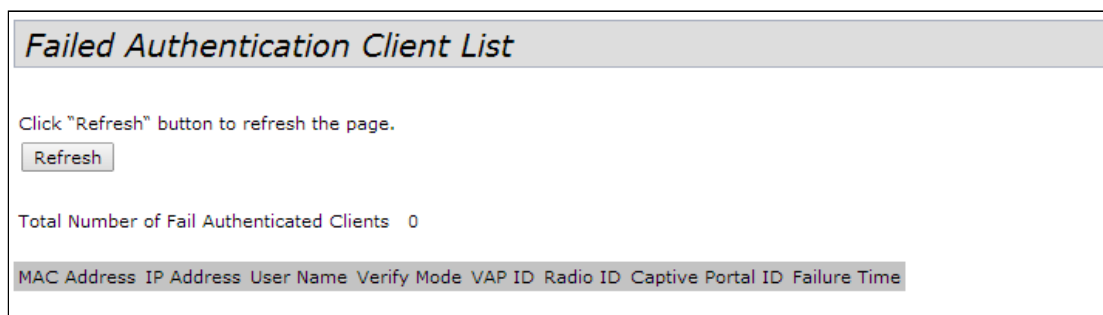 Failed Authentication Client List
Click "Refresh" button to refresh the page.
Refresh
Total Number of Fail Authenticated Clients 0
MAC Address IP Address User Name Verify Mode VAP ID Radio ID Captive Portal ID Failure Time